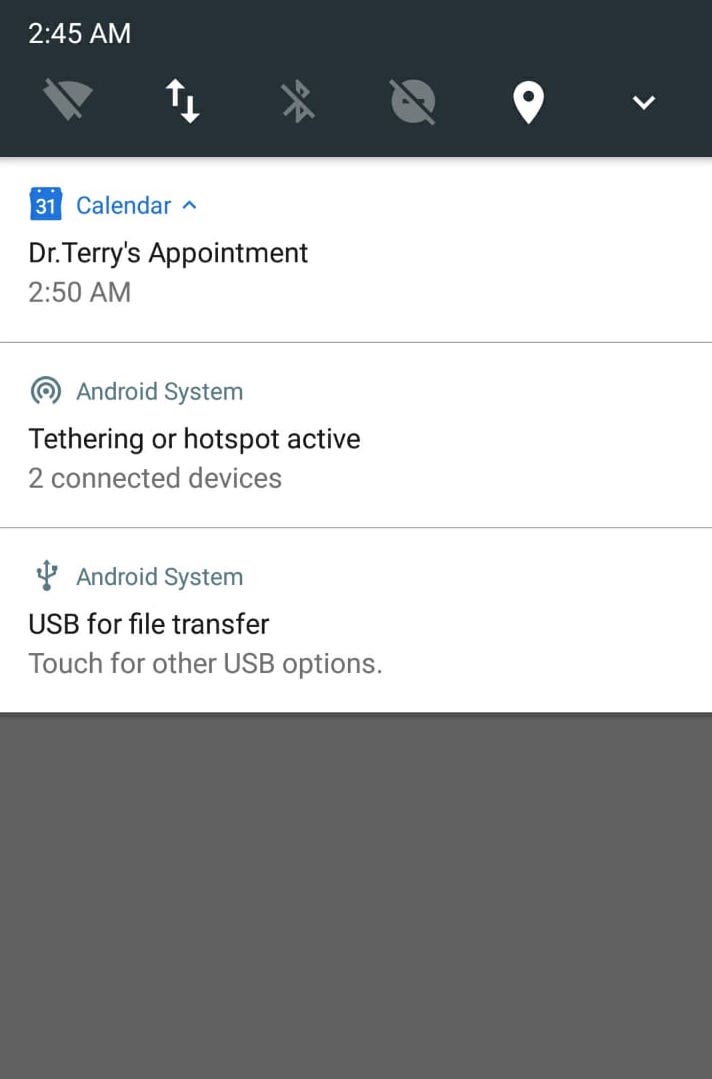 2:45 AM
31 Calendar
Dr.Terry's Appointment
2:50 AM
Android System
Tethering or hotspot active
2 connected devices
Android System
USB for file transfer
Touch for other USB options.